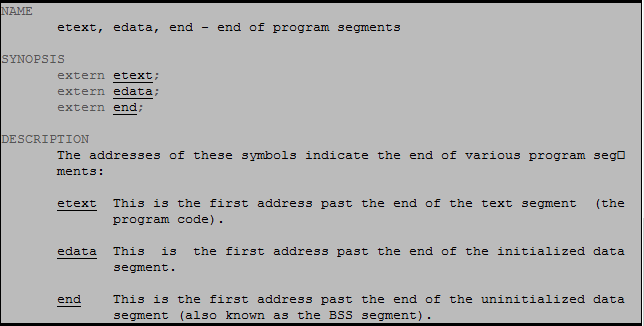 NAME
etext, edata, end - end of program segments
SYNOPSIS
extern etext;
extern edata;
extern end;
DESCRIPTION
The addresses of these symbols indicate the end of various program seg□
ments:
etext This is the first address past the end of the text segment (the
program code).
edata This is the first address past the end of the initialized data
segment.
end This is the first address past the end of the uninitialized data
segment (also known as the BSS segment).